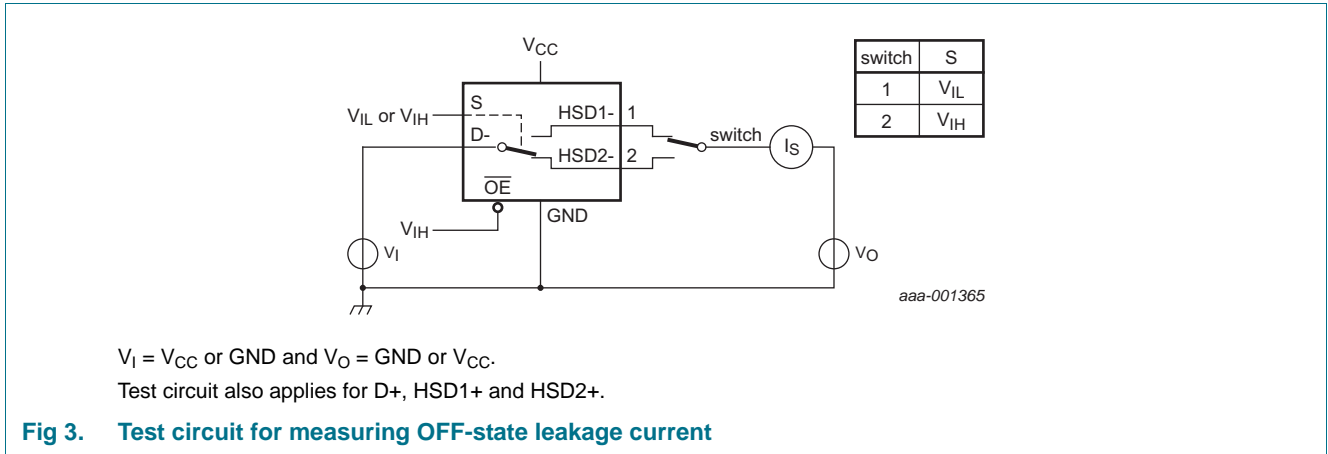 VCC
switch S
1 VIL
2 VIH
VIL or VIH
S
HSD1- 1
D-
switch
IS
HSD2- 2
OE
GND
VIH
VI
VO
aaa-001365
VI = VCC or GND and VO = GND or VCC.
Test circuit also applies for D+, HSD1+ and HSD2+.
Fig 3. Test circuit for measuring OFF-state leakage current